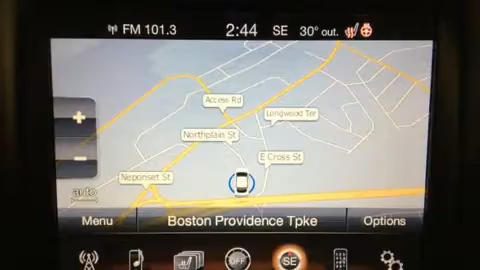 FM 101.3 2:44 SE 30° out.
Access Rd
Longwood Ter
Northplain St
E Cross St
Neponset St
auto
Menu Boston Providence Tpke Options
OFF SE